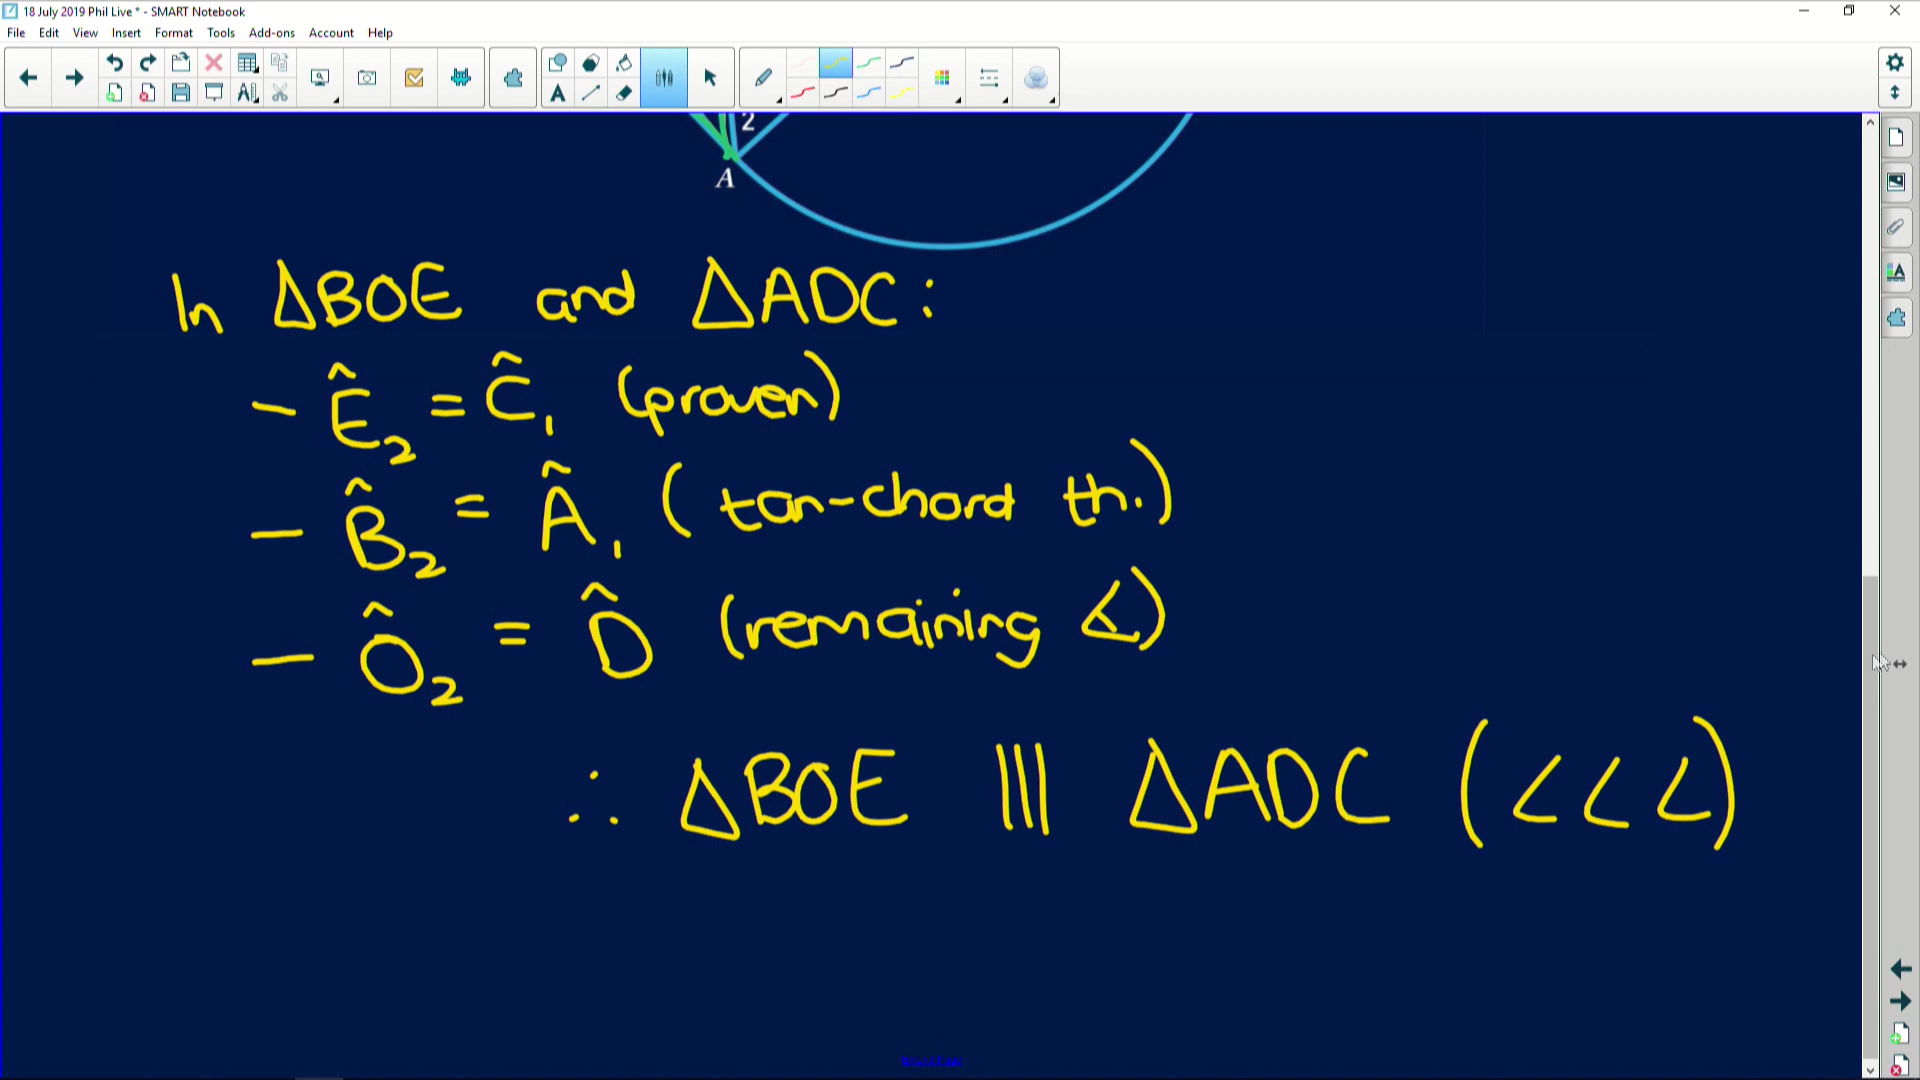 18 July 2019 Phil Live * - SMART Notebook
File Edit View Insert Format Tools Add-ons Account Help
2
A
In ΔBOE and ΔADC:
- Ê₂ = Ĉ₁ (proven)
- B̂₂ = Â₁ (tan-chord th.)
- Ô₂ = D̂ (remaining ∡)
∴ ΔBOE ||| ΔADC (<<<)